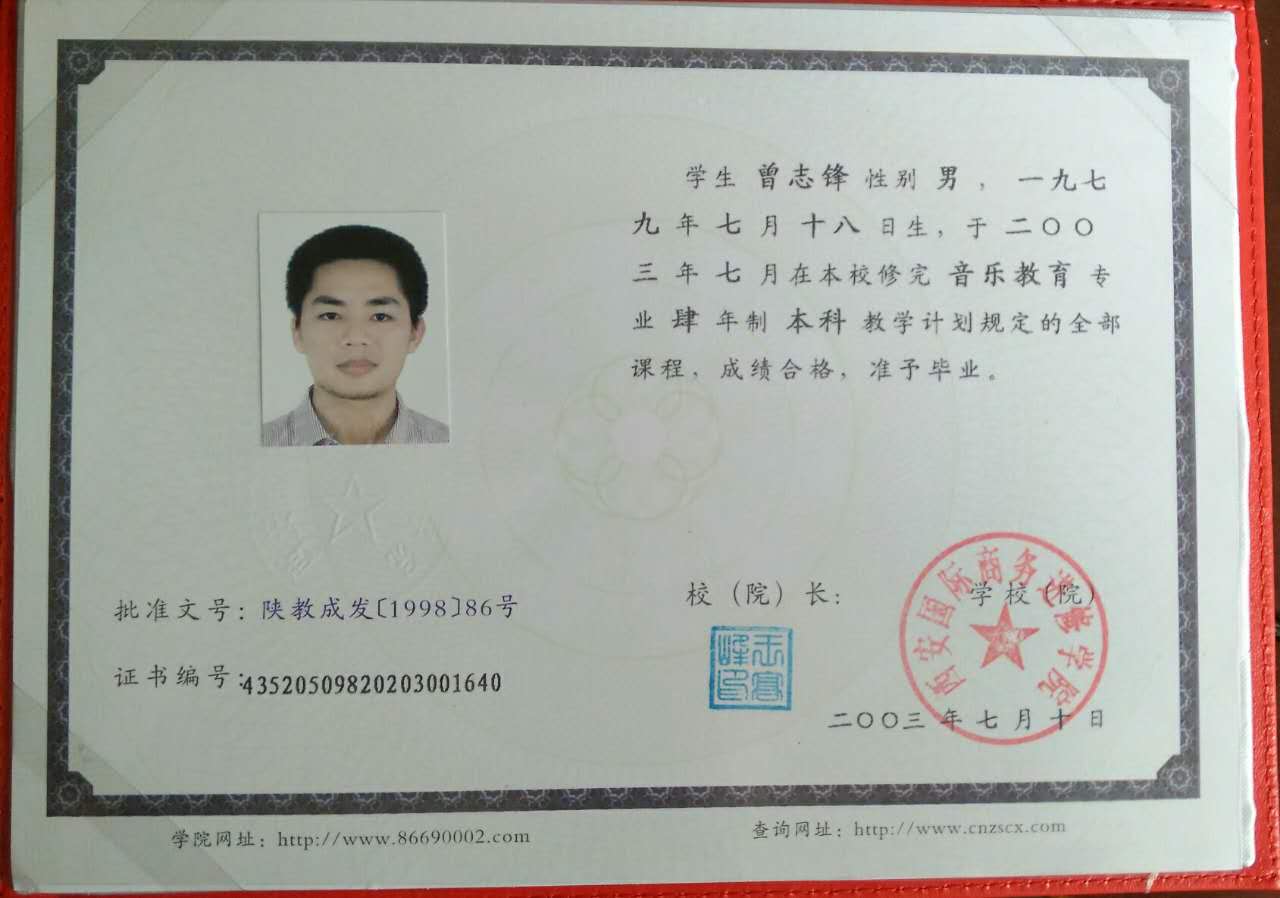 学生 曾志锋 性别 男 ， 一九七
九 年 七 月 十八 日生，于 二〇〇
三 年 七 月在本校修完 音乐教育 专
业 肆 年制 本科 教学计划规定的全部
课程，成绩合格，准予毕业。
批准文号：陕教成发〔1998〕86号
校（院）长：
学校（院）
西安国际商务培学院
证书编号:43520509820203001640
二〇〇三 年 七 月 十 日
学院网址：http://www.86690002.com
查询网址：http://www.cnzscx.com